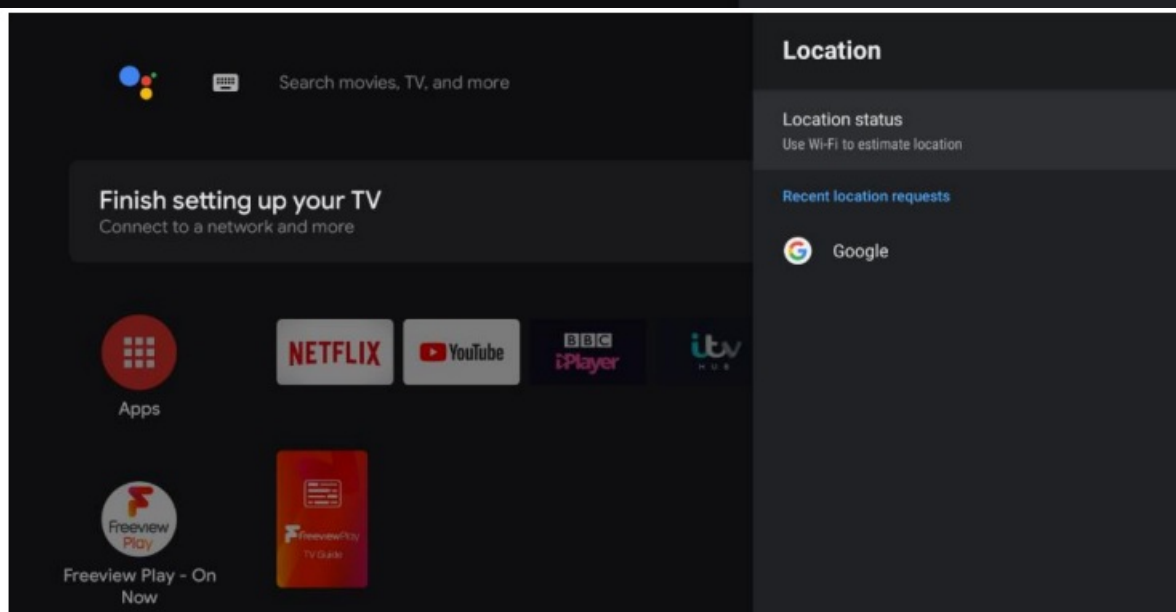 Search movies, TV, and more
Finish setting up your TV
Connect to a network and more
NETFLIX
YouTube
BBC
iPlayer
itv
HUB
Apps
Freeview
Play
Freeview Play - On
Now
FreeviewPlay
TV Guide
Location
Location status
Use Wi-Fi to estimate location
Recent location requests
G
Google